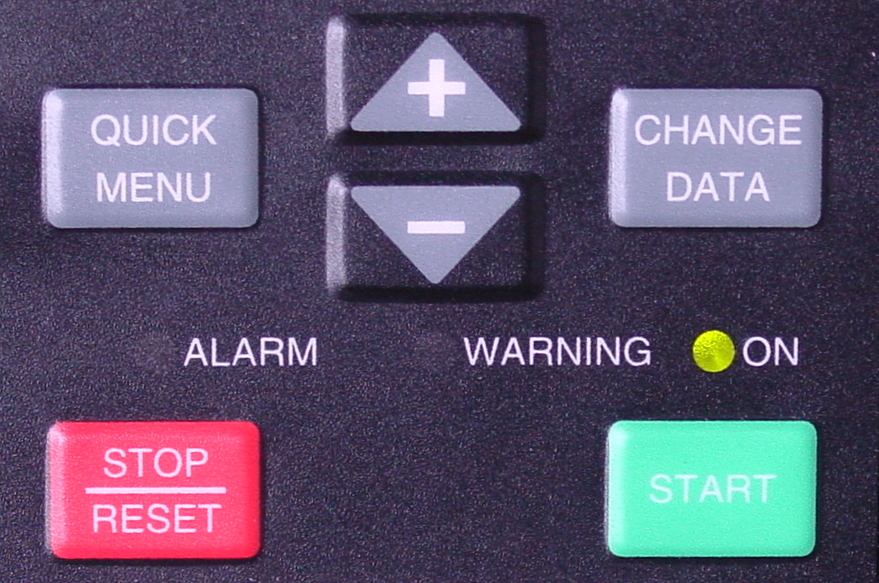 +
QUICK
MENU
CHANGE
DATA
-
ALARM
WARNING
ON
STOP
RESET
START